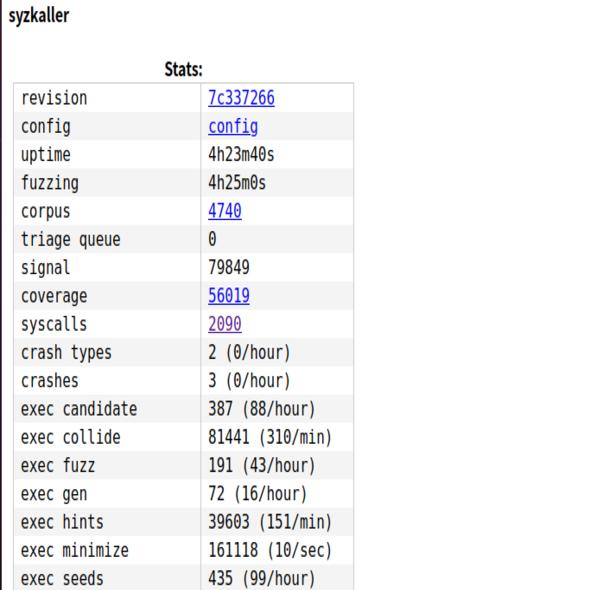 syzkaller
Stats:
revision 7c337266
config config
uptime 4h23m40s
fuzzing 4h25m0s
corpus 4740
triage queue 0
signal 79849
coverage 56019
syscalls 2090
crash types 2 (0/hour)
crashes 3 (0/hour)
exec candidate 387 (88/hour)
exec collide 81441 (310/min)
exec fuzz 191 (43/hour)
exec gen 72 (16/hour)
exec hints 39603 (151/min)
exec minimize 161118 (10/sec)
exec seeds 435 (99/hour)